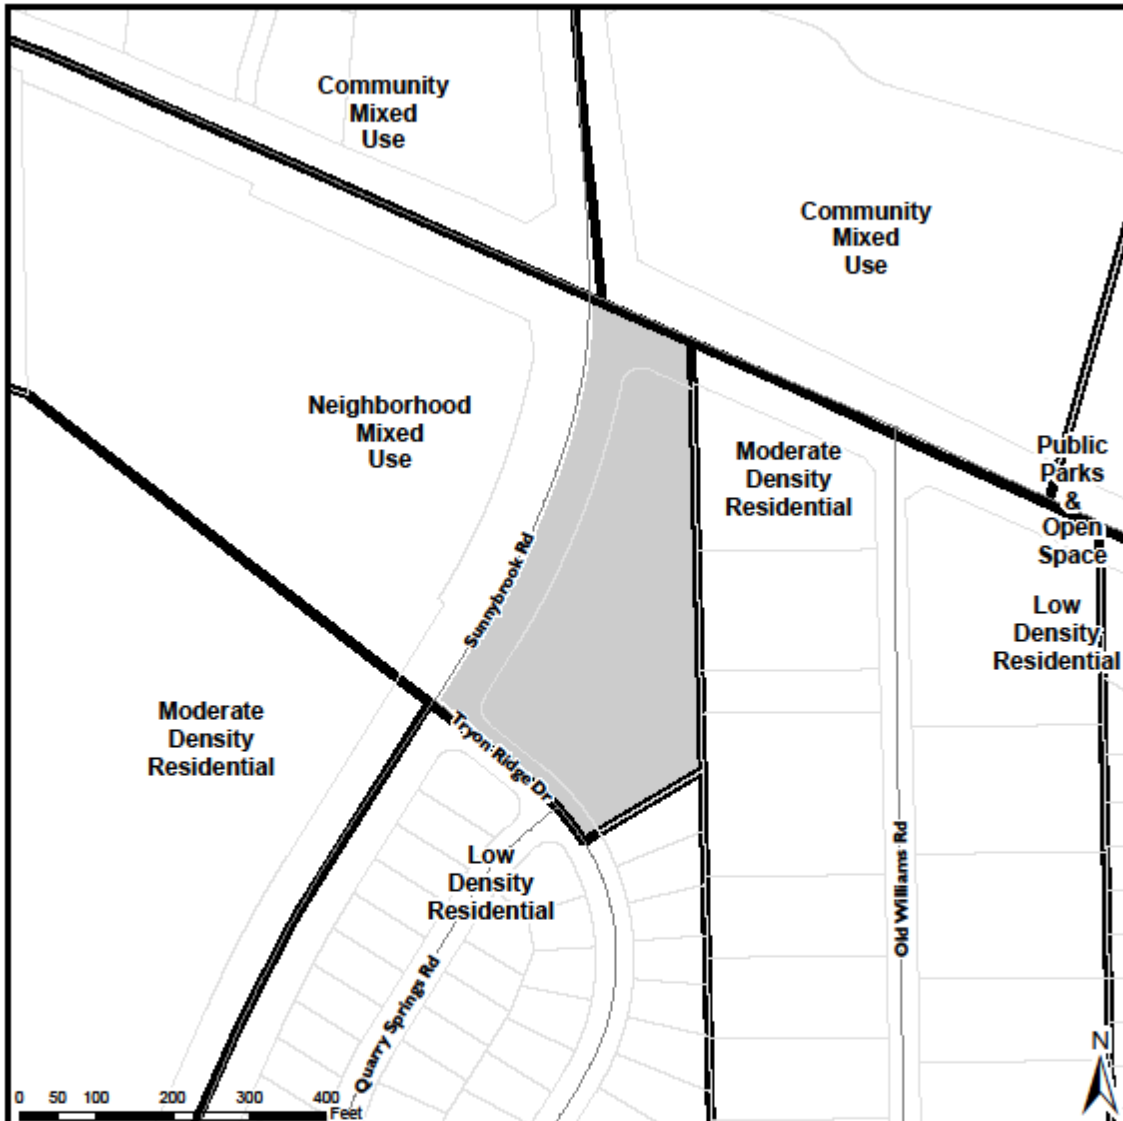 Community
Mixed
Use
Community
Mixed
Use
Neighborhood
Mixed
Use
Moderate
Density
Residential
Public
Parks
&
Open
Space
Low
Density
Residential
Sunnybrook Rd
Moderate
Density
Residential
Tryon Ridge Dr
Low
Density
Residential
Old Williams Rd
Quarry Springs Rd
N
0 50 100 200 300 400
Feet